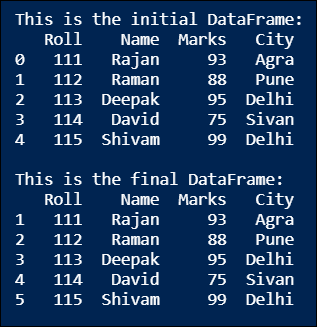 This is the initial DataFrame:
   Roll    Name  Marks   City
0   111   Rajan     93   Agra
1   112   Raman     88   Pune
2   113  Deepak     95  Delhi
3   114   David     75  Sivan
4   115  Shivam     99  Delhi
This is the final DataFrame:
   Roll    Name  Marks   City
1   111   Rajan     93   Agra
2   112   Raman     88   Pune
3   113  Deepak     95  Delhi
4   114   David     75  Sivan
5   115  Shivam     99  Delhi